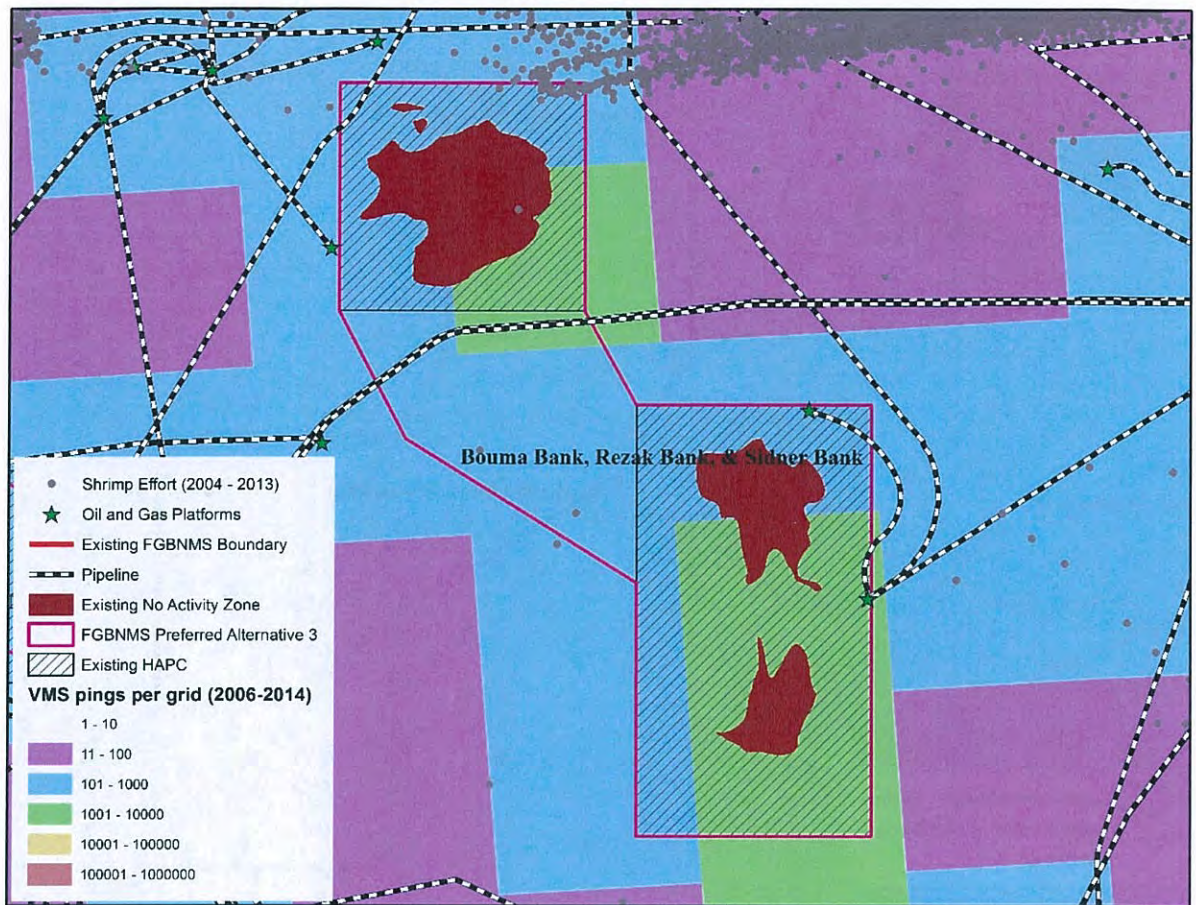 Bouma Bank, Rezak Bank, & Sidner Bank
Shrimp Effort (2004 - 2013)
Oil and Gas Platforms
Existing FGBNMS Boundary
Pipeline
Existing No Activity Zone
FGBNMS Preferred Alternative 3
Existing HAPC
VMS pings per grid (2006-2014)
1 - 10
11 - 100
101 - 1000
1001 - 10000
10001 - 100000
100001 - 1000000